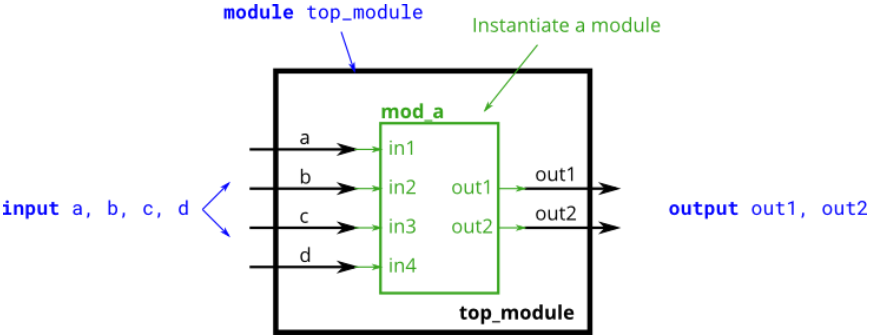 module top_module
Instantiate a module
mod_a
a
in1
b
in2
out1
out1
input a, b, c, d
output out1, out2
c
in3
out2
out2
d
in4
top_module